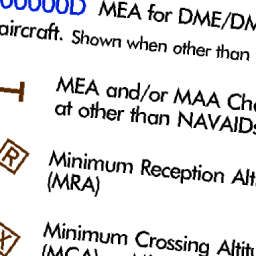 00000D MEA for DME/DM
aircraft. Shown when other than
MEA and/or MAA Cha
at other than NAVAIDs
R Minimum Reception Alti
(MRA)
X Minimum Crossing Altitu